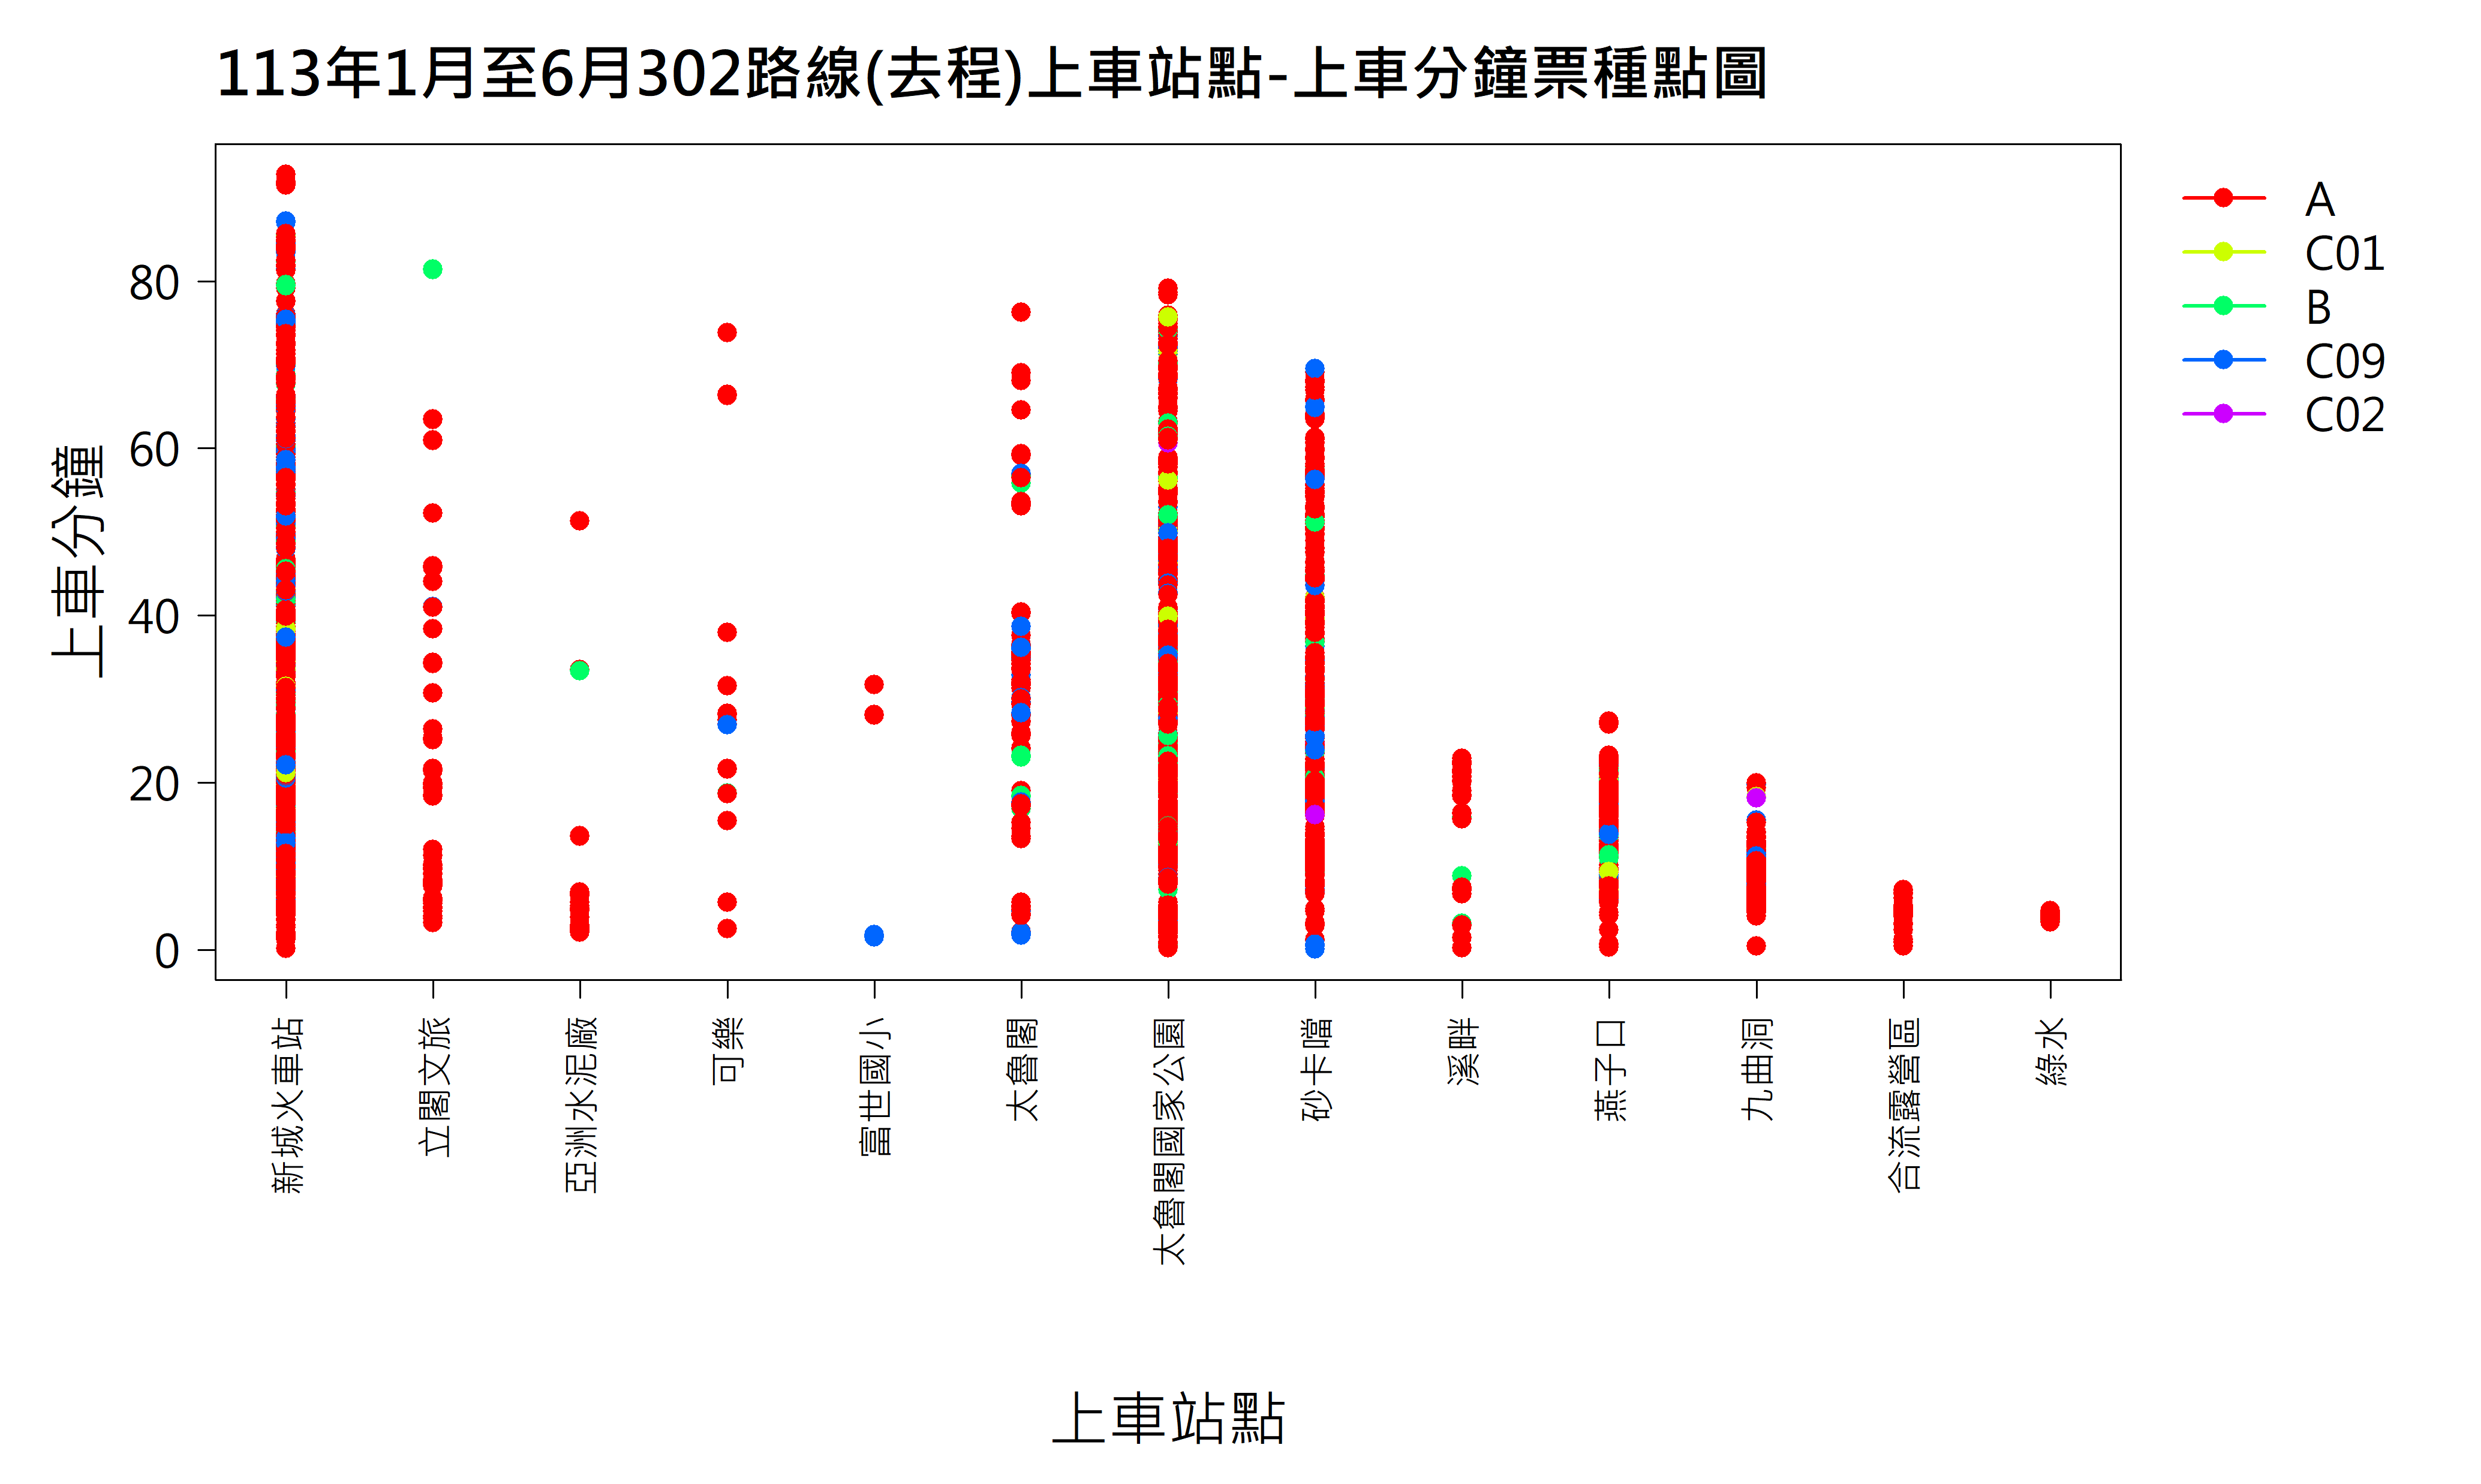 113年1月至6月302路線(去程)上車站點-上車分鐘票種點圖
A
C01
B
C09
C02
上車分鐘
80
60
40
20
0
新城火車站
立閣文旅
亞洲水泥廠
可樂
富世國小
太魯閣
太魯閣國家公園
砂卡噹
溪畔
燕子口
九曲洞
合流露營區
綠水
上車站點